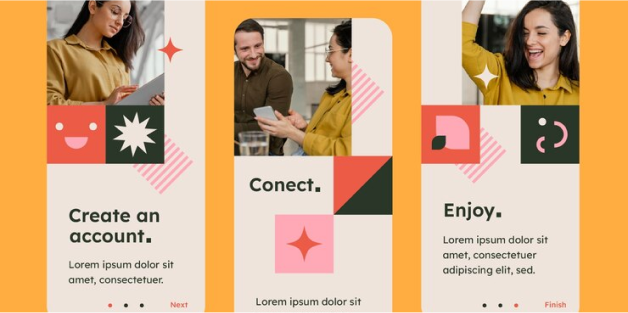 Create an
account.
Lorem ipsum dolor sit
amet, consectetuer.
Next
Conect.
Lorem ipsum dolor sit
Enjoy.
Lorem ipsum dolor sit
amet, consectetuer
adipiscing elit, sed.
Finish